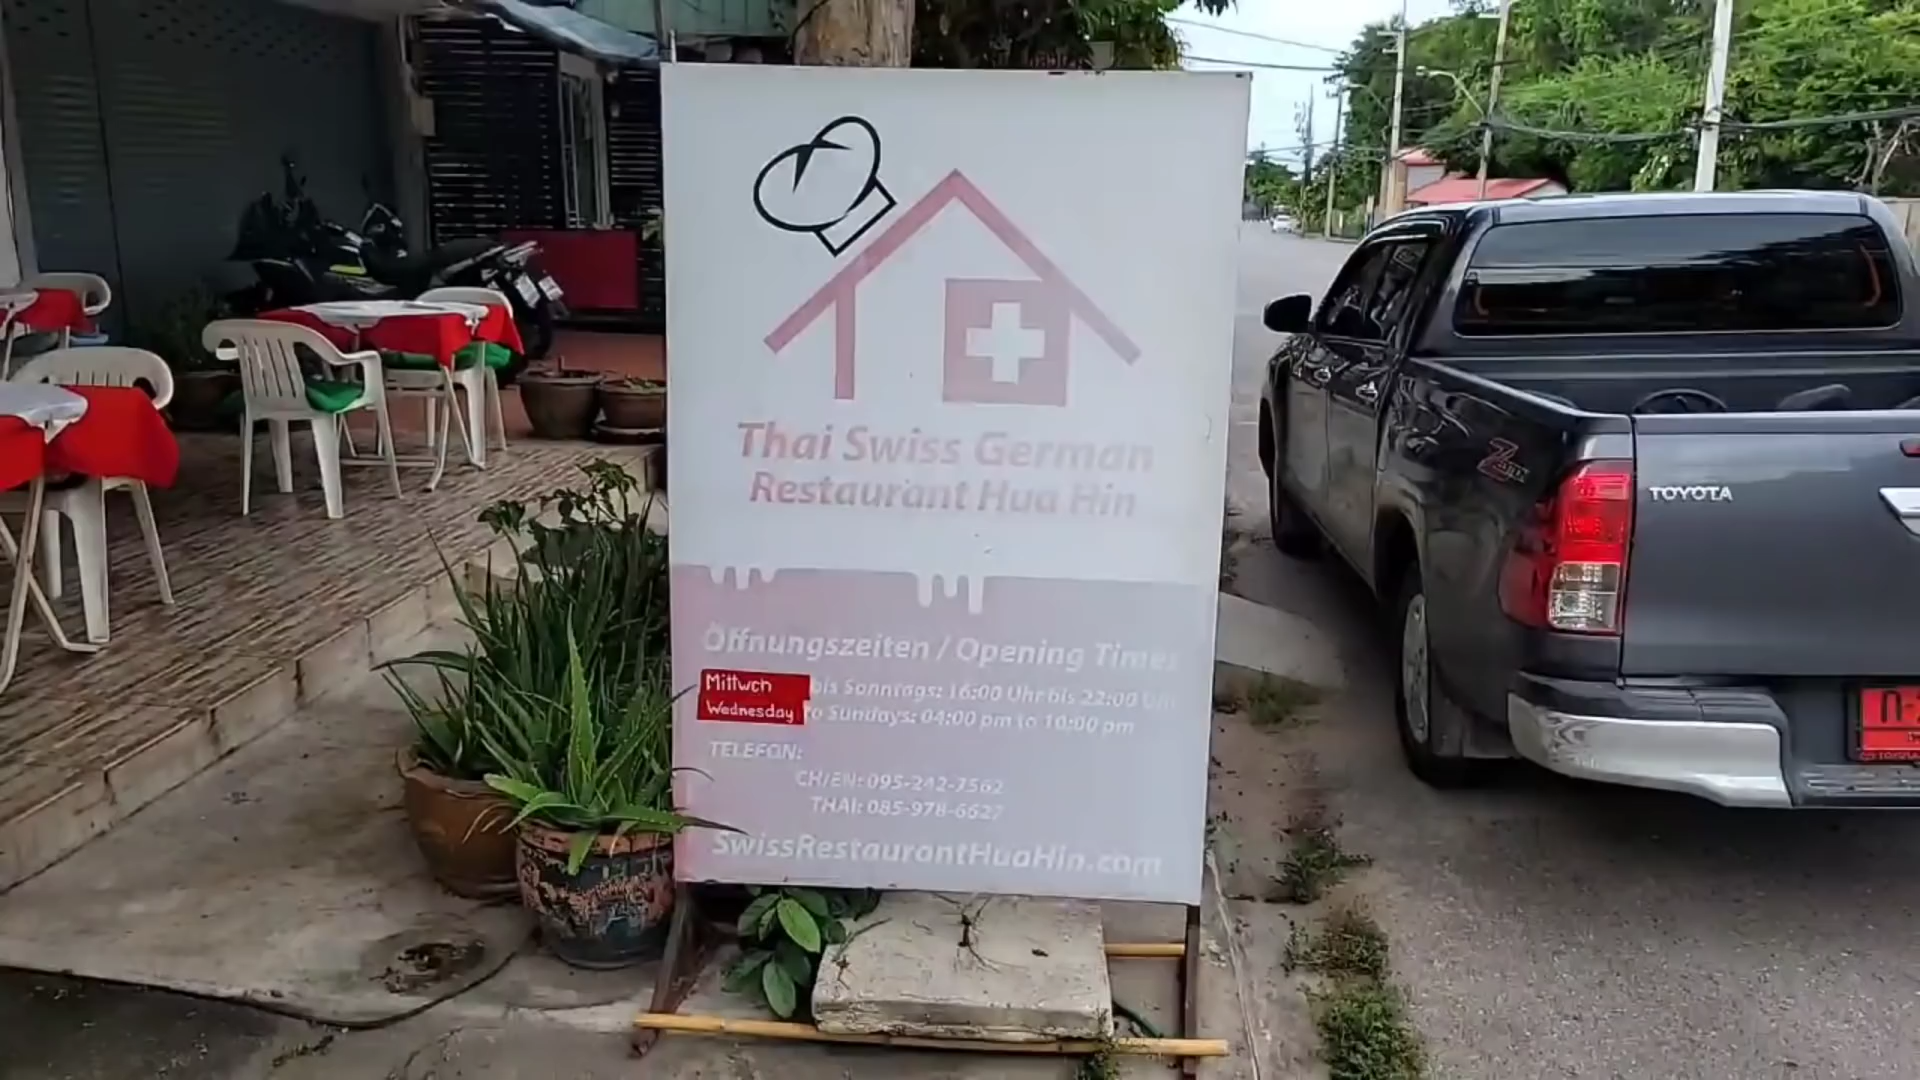 Thai Swiss German
Restaurant Hua Hin
Öffnungszeiten / Opening Times
Mittwch bis Sonntags: 16:00 Uhr bis 22:00 Uhr
Wednesday To Sundays: 04:00 pm to 10:00 pm
TELEFON:
CH/EN: 095-242-7562
THAI: 085-978-6627
SwissRestaurantHuaHin.com
TOYOTA